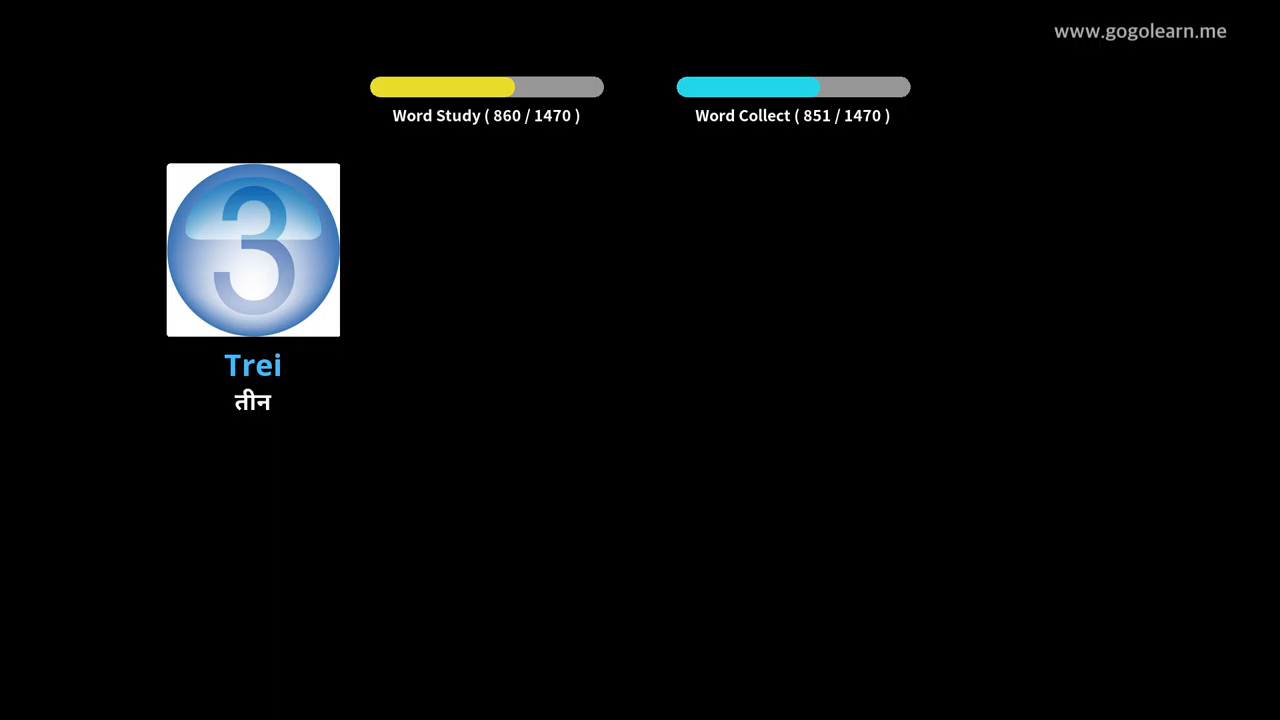 www.gogolearn.me
Word Study ( 860 / 1470 )
Word Collect ( 851 / 1470 )
3
Trei
तीन